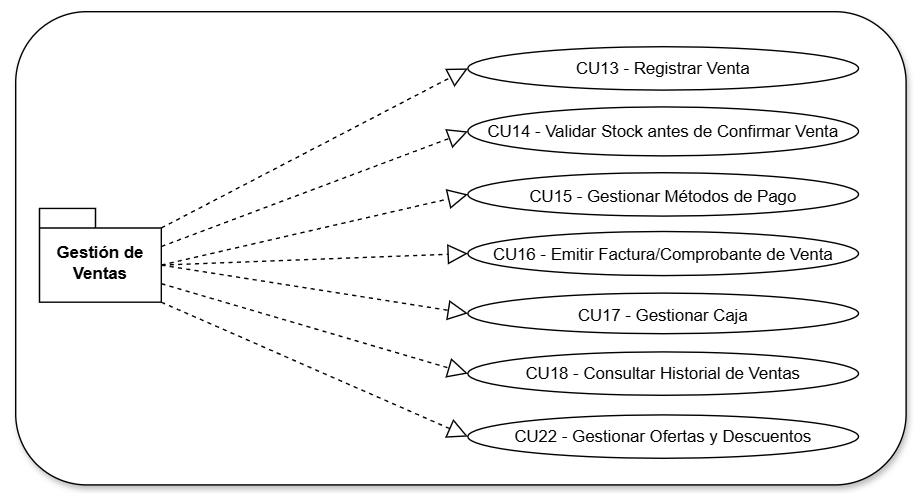 Gestión de
Ventas
CU13 - Registrar Venta
CU14 - Validar Stock antes de Confirmar Venta
CU15 - Gestionar Métodos de Pago
CU16 - Emitir Factura/Comprobante de Venta
CU17 - Gestionar Caja
CU18 - Consultar Historial de Ventas
CU22 - Gestionar Ofertas y Descuentos